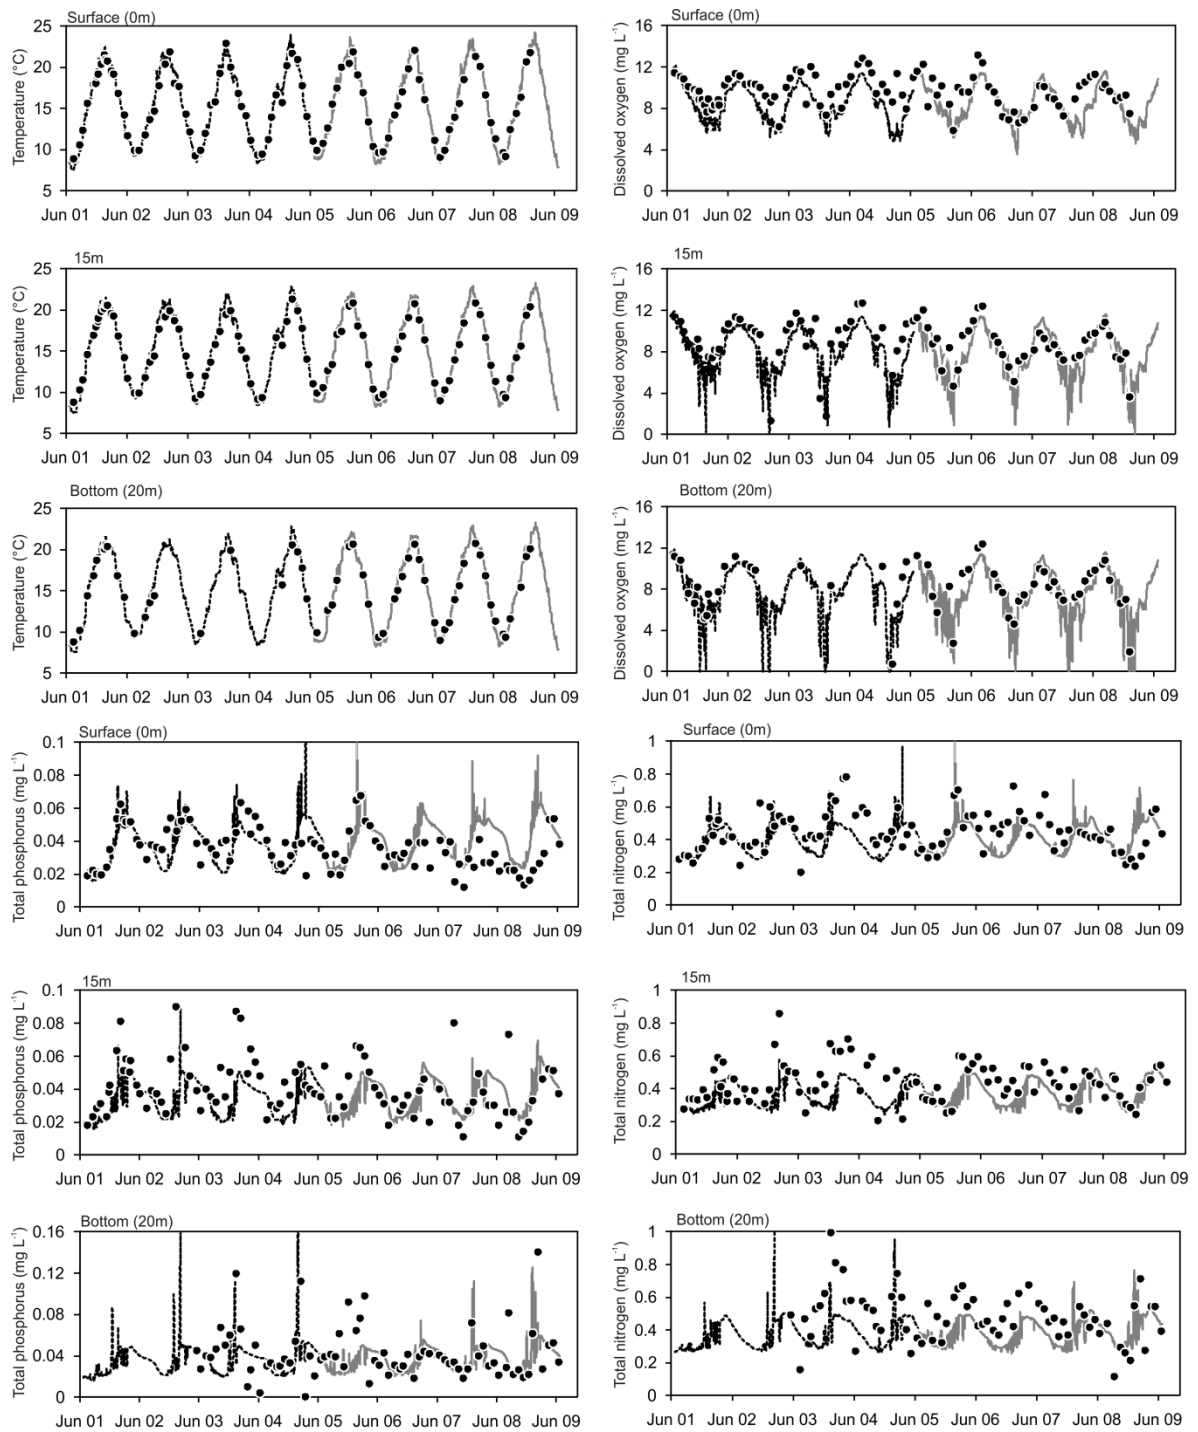 Surface (0m)
Temperature (°C)
25
20
15
10
5
Jun 01 Jun 02 Jun 03 Jun 04 Jun 05 Jun 06 Jun 07 Jun 08 Jun 09
Surface (0m)
Dissolved oxygen (mg L⁻¹)
16
12
8
4
0
Jun 01 Jun 02 Jun 03 Jun 04 Jun 05 Jun 06 Jun 07 Jun 08 Jun 09
15m
Temperature (°C)
25
20
15
10
5
Jun 01 Jun 02 Jun 03 Jun 04 Jun 05 Jun 06 Jun 07 Jun 08 Jun 09
15m
Dissolved oxygen (mg L⁻¹)
16
12
8
4
0
Jun 01 Jun 02 Jun 03 Jun 04 Jun 05 Jun 06 Jun 07 Jun 08 Jun 09
Bottom (20m)
Temperature (°C)
25
20
15
10
5
Jun 01 Jun 02 Jun 03 Jun 04 Jun 05 Jun 06 Jun 07 Jun 08 Jun 09
Bottom (20m)
Dissolved oxygen (mg L⁻¹)
16
12
8
4
0
Jun 01 Jun 02 Jun 03 Jun 04 Jun 05 Jun 06 Jun 07 Jun 08 Jun 09
Surface (0m)
Total phosphorus (mg L⁻¹)
0.1
0.08
0.06
0.04
0.02
0
Jun 01 Jun 02 Jun 03 Jun 04 Jun 05 Jun 06 Jun 07 Jun 08 Jun 09
Surface (0m)
Total nitrogen (mg L⁻¹)
1
0.8
0.6
0.4
0.2
0
Jun 01 Jun 02 Jun 03 Jun 04 Jun 05 Jun 06 Jun 07 Jun 08 Jun 09
15m
Total phosphorus (mg L⁻¹)
0.1
0.08
0.06
0.04
0.02
0
Jun 01 Jun 02 Jun 03 Jun 04 Jun 05 Jun 06 Jun 07 Jun 08 Jun 09
15m
Total nitrogen (mg L⁻¹)
1
0.8
0.6
0.4
0.2
0
Jun 01 Jun 02 Jun 03 Jun 04 Jun 05 Jun 06 Jun 07 Jun 08 Jun 09
Bottom (20m)
Total phosphorus (mg L⁻¹)
0.16
0.12
0.08
0.04
0
Jun 01 Jun 02 Jun 03 Jun 04 Jun 05 Jun 06 Jun 07 Jun 08 Jun 09
Bottom (20m)
Total nitrogen (mg L⁻¹)
1
0.8
0.6
0.4
0.2
0
Jun 01 Jun 02 Jun 03 Jun 04 Jun 05 Jun 06 Jun 07 Jun 08 Jun 09